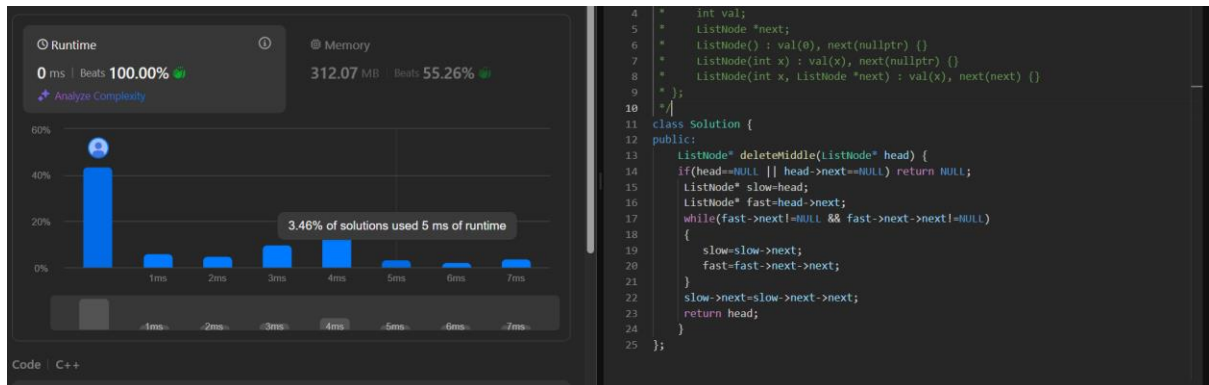 Runtime
0 ms | Beats 100.00%
Analyze Complexity
Memory
312.07 MB | Beats 55.26%
60%
40%
20%
0%
3.46% of solutions used 5 ms of runtime
1ms 2ms 3ms 4ms 5ms 6ms 7ms
1ms 2ms 3ms 4ms 5ms 6ms 7ms
Code | C++
4 *     int val;
5 *     ListNode *next;
6 *     ListNode() : val(0), next(nullptr) {}
7 *     ListNode(int x) : val(x), next(nullptr) {}
8 *     ListNode(int x, ListNode *next) : val(x), next(next) {}
9 * };
10 */
11 class Solution {
12 public:
13     ListNode* deleteMiddle(ListNode* head) {
14     if(head==NULL || head->next==NULL) return NULL;
15      ListNode* slow=head;
16      ListNode* fast=head->next;
17      while(fast->next!=NULL && fast->next->next!=NULL)
18      {
19         slow=slow->next;
20         fast=fast->next->next;
21      }
22      slow->next=slow->next->next;
23      return head;
24     }
25 };